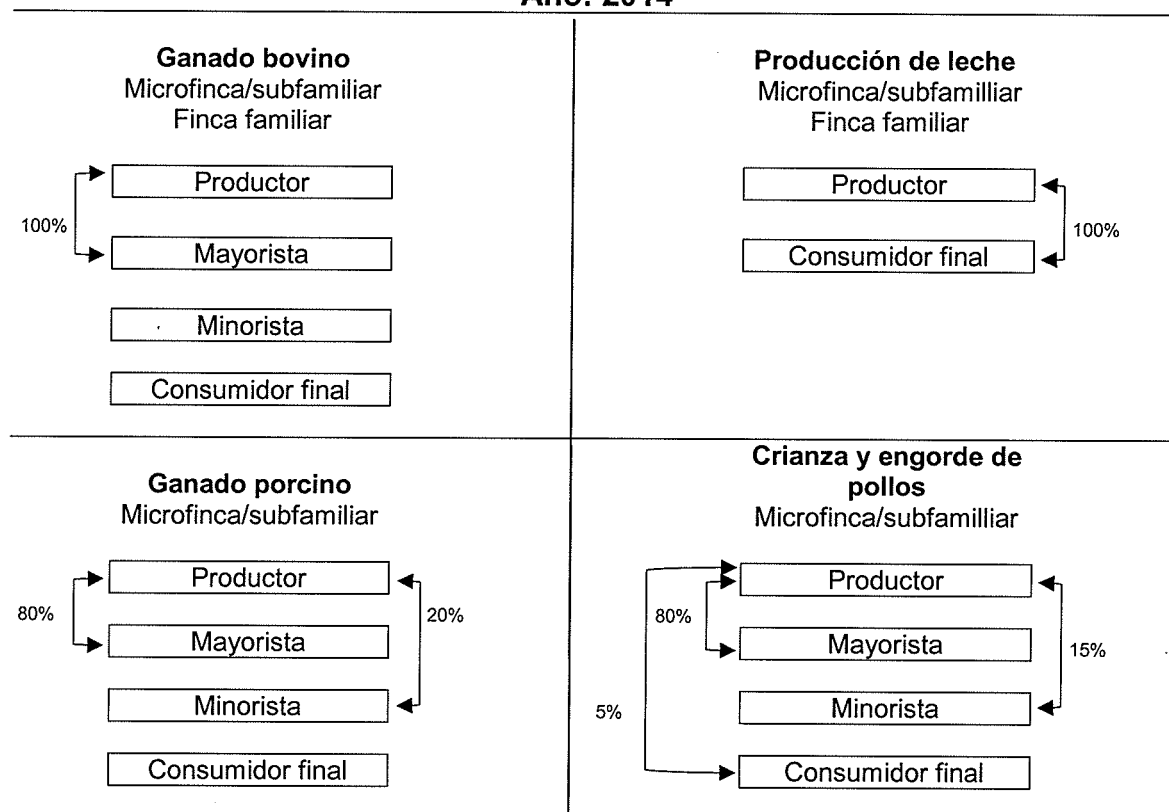 Año: 2014
Ganado bovino
Microfinca/subfamiliar
Finca familiar
Productor
100%
Mayorista
Minorista
Consumidor final
Producción de leche
Microfinca/subfamilliar
Finca familiar
Productor
100%
Consumidor final
Ganado porcino
Microfinca/subfamiliar
Productor
80%
20%
Mayorista
Minorista
Consumidor final
Crianza y engorde de
pollos
Microfinca/subfamilliar
Productor
80%
Mayorista
15%
Minorista
5%
Consumidor final